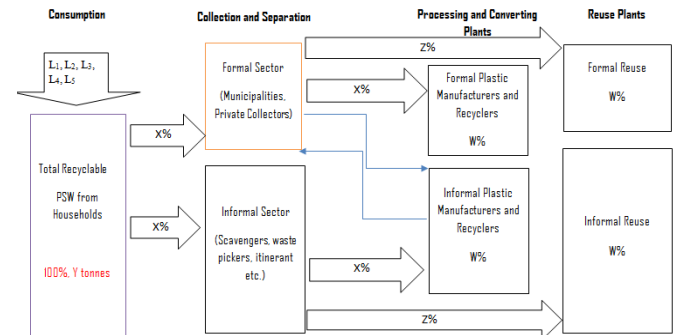 Consumption
Collection and Separation
Processing and Converting
Plants
Reuse Plants
L1, L2, L3,
L4, L5
Total Recyclable
PSW from
Households
100%, Y tonnes
X%
X%
Formal Sector
(Municipalities,
Private Collectors)
Informal Sector
(Scavengers, waste
pickers, itinerant
etc.)
Z%
X%
X%
Z%
Formal Plastic
Manufacturers and
Recyclers
W%
Informal Plastic
Manufacturers and
Recyclers
W%
Formal Reuse
W%
Informal Reuse
W%